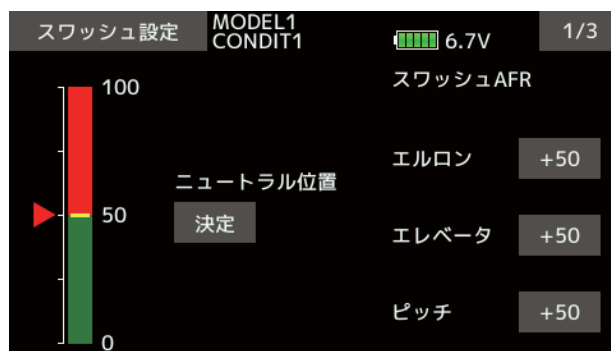 スワッシュ設定
MODEL1
CONDIT1
6.7V
1/3
100
50
0
ニュートラル位置
決定
スワッシュAFR
エルロン +50
エレベータ +50
ピッチ +50